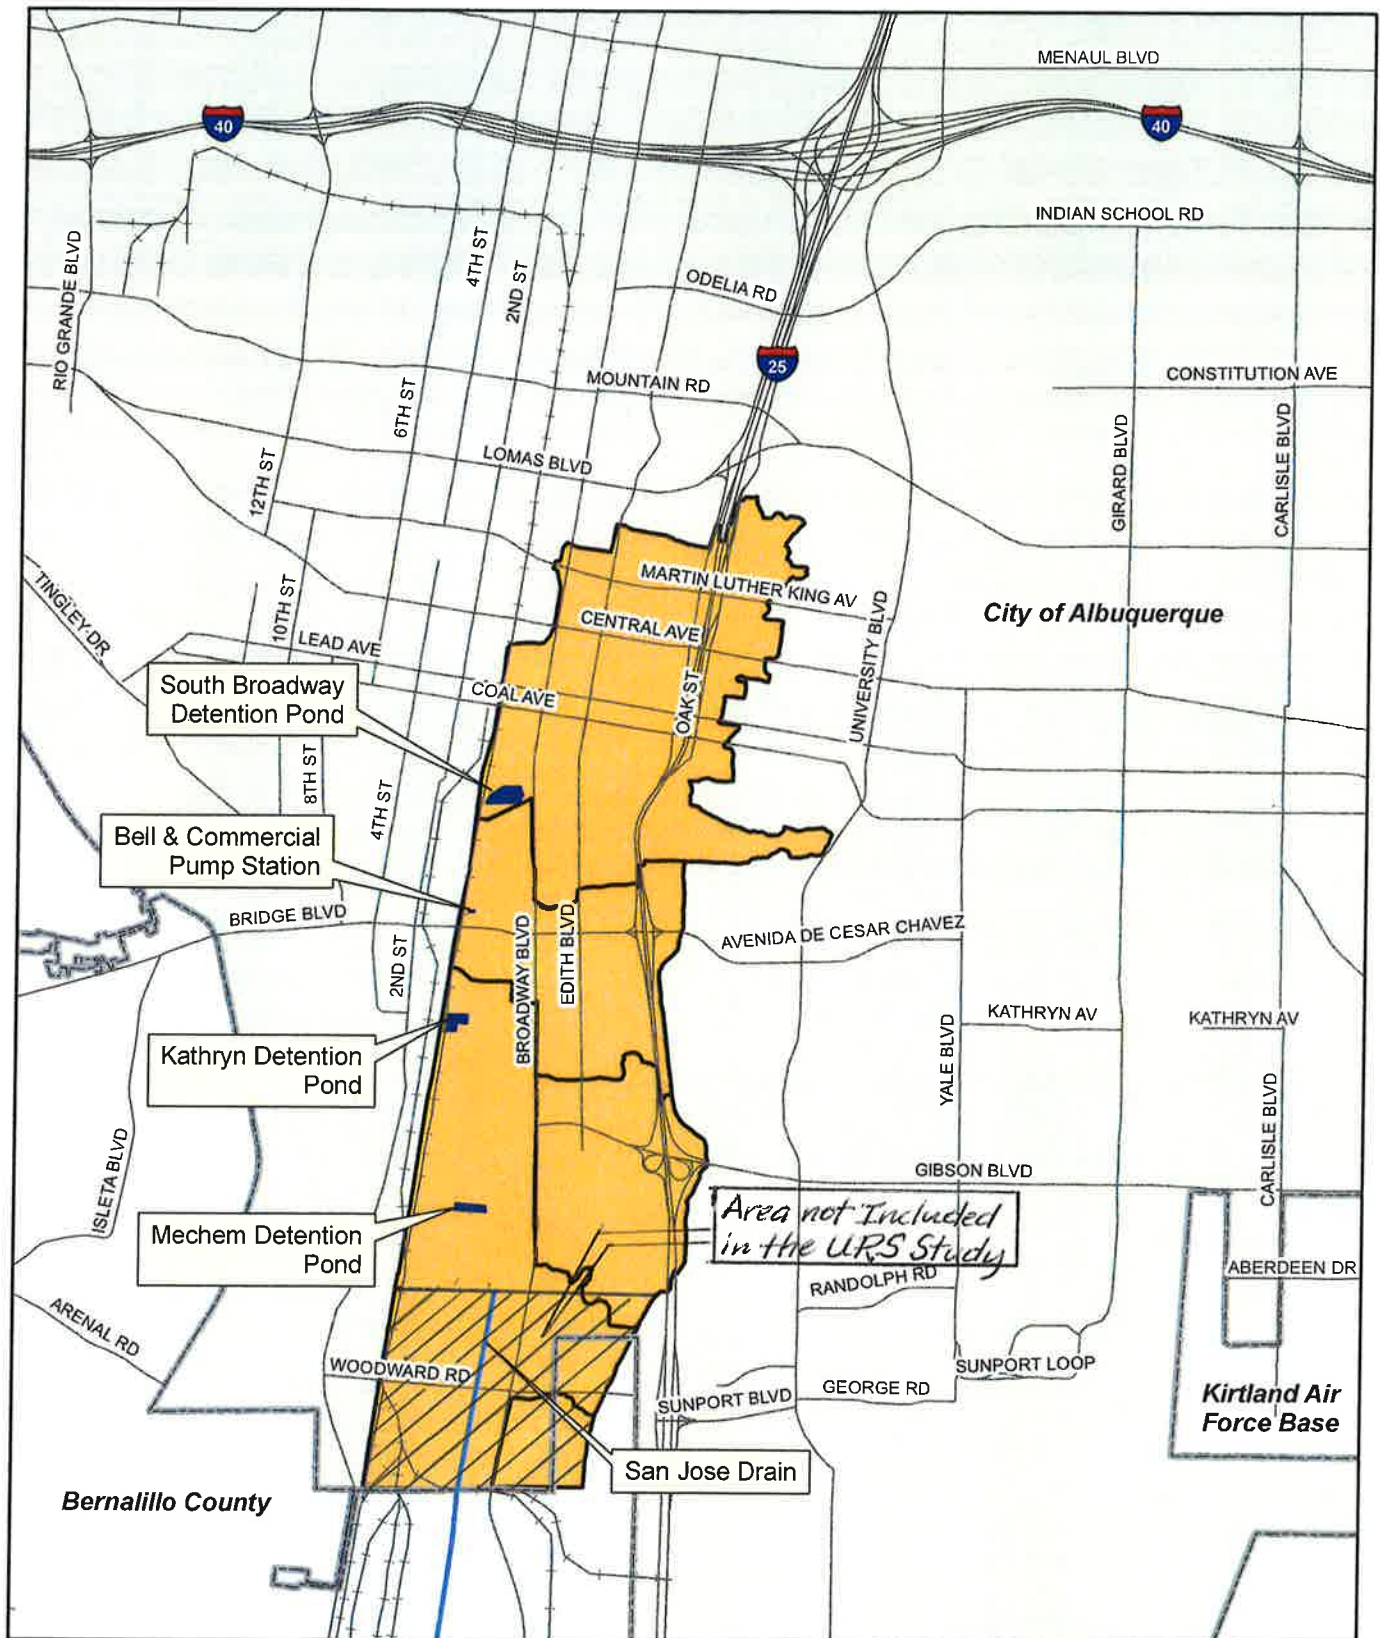 MENAUL BLVD
40
40
INDIAN SCHOOL RD
RIO GRANDE BLVD
4TH ST
2ND ST
ODELIA RD
25
MOUNTAIN RD
CONSTITUTION AVE
6TH ST
LOMAS BLVD
12TH ST
GIRARD BLVD
CARLISLE BLVD
TINGLEY DR
10TH ST
MARTIN LUTHER KING AV
City of Albuquerque
CENTRAL AVE
LEAD AVE
UNIVERSITY BLVD
South Broadway
Detention Pond
COAL AVE
OAK ST
8TH ST
4TH ST
Bell & Commercial
Pump Station
BRIDGE BLVD
2ND ST
BROADWAY BLVD
EDITH BLVD
AVENIDA DE CESAR CHAVEZ
KATHRYN AV
KATHRYN AV
YALE BLVD
Kathryn Detention
Pond
CARLISLE BLVD
ISLETA BLVD
GIBSON BLVD
Mechem Detention
Pond
Area not Included
in the URS Study
RANDOLPH RD
ABERDEEN DR
ARENAL RD
WOODWARD RD
SUNPORT LOOP
SUNPORT BLVD
GEORGE RD
Kirtland Air
Force Base
San Jose Drain
Bernalillo County